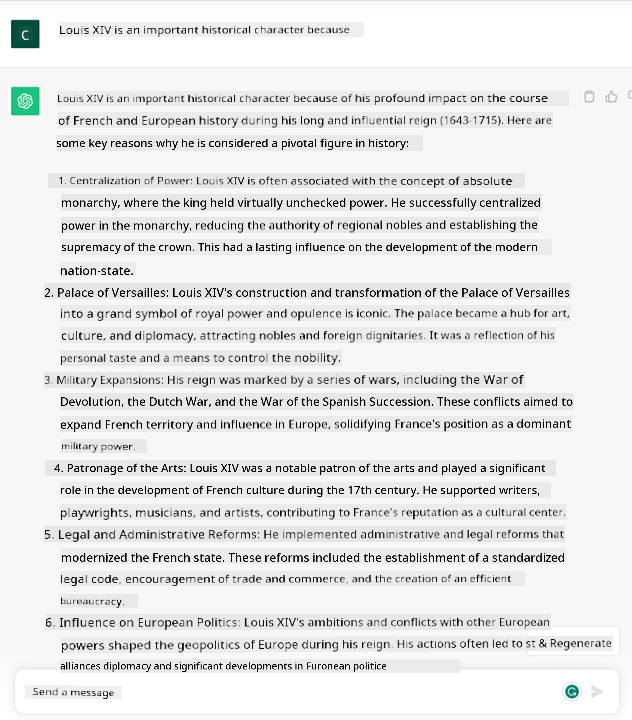 C
Louis XIV is an important historical character because
Louis XIV is an important historical character because of his profound impact on the course
of French and European history during his long and influential reign (1643-1715). Here are
some key reasons why he is considered a pivotal figure in history:
1. Centralization of Power: Louis XIV is often associated with the concept of absolute
monarchy, where the king held virtually unchecked power. He successfully centralized
power in the monarchy, reducing the authority of regional nobles and establishing the
supremacy of the crown. This had a lasting influence on the development of the modern
nation-state.
2. Palace of Versailles: Louis XIV's construction and transformation of the Palace of Versailles
into a grand symbol of royal power and opulence is iconic. The palace became a hub for art,
culture, and diplomacy, attracting nobles and foreign dignitaries. It was a reflection of his
personal taste and a means to control the nobility.
3. Military Expansions: His reign was marked by a series of wars, including the War of
Devolution, the Dutch War, and the War of the Spanish Succession. These conflicts aimed to
expand French territory and influence in Europe, solidifying France's position as a dominant
military power.
4. Patronage of the Arts: Louis XIV was a notable patron of the arts and played a significant
role in the development of French culture during the 17th century. He supported writers,
playwrights, musicians, and artists, contributing to France's reputation as a cultural center.
5. Legal and Administrative Reforms: He implemented administrative and legal reforms that
modernized the French state. These reforms included the establishment of a standardized
legal code, encouragement of trade and commerce, and the creation of an efficient
bureaucracy.
6. Influence on European Politics: Louis XIV's ambitions and conflicts with other European
powers shaped the geopolitics of Europe during his reign. His actions often led to st & Regenerate
alliances diplomacy and significant developments in Furonean politice
Send a message